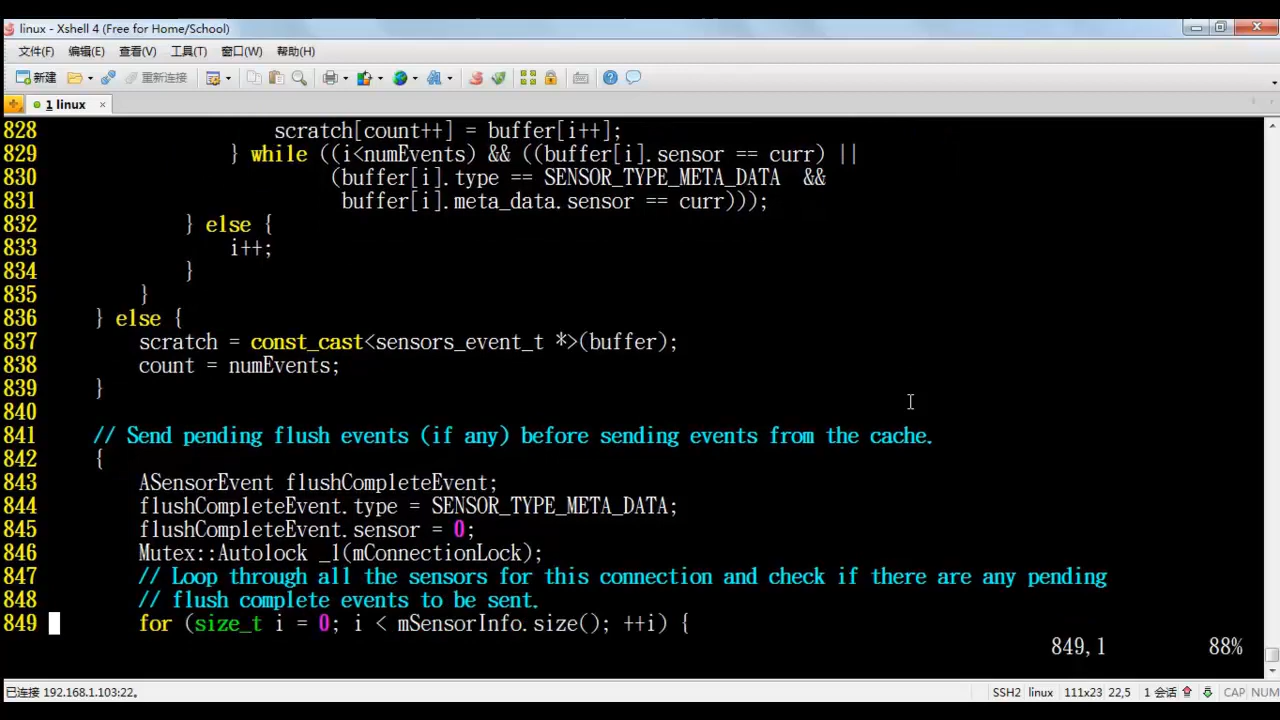 linux - Xshell 4 (Free for Home/School)
文件(F) 编辑(E) 查看(V) 工具(T) 窗口(W) 帮助(H)
新建 重新连接
1 linux
828 scratch[count++] = buffer[i++];
829 } while ((i<numEvents) && ((buffer[i].sensor == curr) ||
830 (buffer[i].type == SENSOR_TYPE_META_DATA  &&
831 buffer[i].meta_data.sensor == curr)));
832 } else {
833 i++;
834 }
835 }
836 } else {
837 scratch = const_cast<sensors_event_t *>(buffer);
838 count = numEvents;
839 }
840
841 // Send pending flush events (if any) before sending events from the cache.
842 {
843 ASensorEvent flushCompleteEvent;
844 flushCompleteEvent.type = SENSOR_TYPE_META_DATA;
845 flushCompleteEvent.sensor = 0;
846 Mutex::Autolock _l(mConnectionLock);
847 // Loop through all the sensors for this connection and check if there are any pending
848 // flush complete events to be sent.
849 for (size_t i = 0; i < mSensorInfo.size(); ++i) {
849,1 88%
已连接 192.168.1.103:22。 SSH2 linux 111x23 22,5 1 会话 CAP NUM